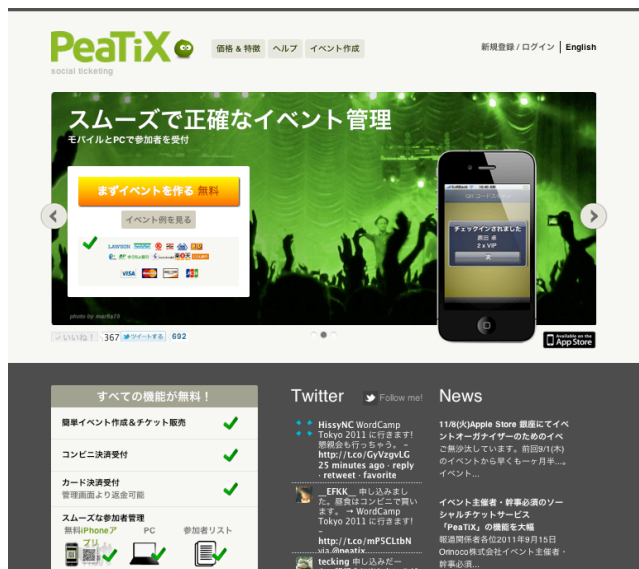 PeaTiX
social ticketing
価格 & 特徴 ヘルプ イベント作成
新規登録 / ログイン English
スムーズで正確なイベント管理
モバイルとPCで参加者を受付
まずイベントを作る 無料
イベント例を見る
LAWSON
VISA
JCB
チェックインされました
2 x VIP
次
photo by marfis75
いいね! 367 ツイートする 692
Available on the
App Store
すべての機能が無料！
簡単イベント作成&チケット販売
コンビニ決済受付
カード決済受付
管理画面より返金可能
スムーズな参加者管理
無料iPhoneア
プリ
PC
参加者リスト
Twitter
Follow me!
HissyNC WordCamp
Tokyo 2011 に行きます!
懇親会も行っちゃう。 -
http://t.co/GyVzgvLG
25 minutes ago · reply
· retweet · favorite
__EFKK__ 申し込みまし
た。昼食はコンビニで買い
ます。 → WordCamp
Tokyo 2011 に行きます!
-
http://t.co/mP5CLtbN
via @peatix
tecking 申し込みだー
News
11/8(火)Apple Store 銀座にてイベ
ントオーガナイザーのためのイベ
ご無沙汰しています。前回9/1(木)
のイベントから早くも一ヶ月半...。
イベント...
イベント主催者・幹事必須のソー
シャルチケットサービス
「PeaTiX」の機能を大幅
報道関係者各位2011年9月15日
Orinoco株式会社イベント主催者・
幹事必須...